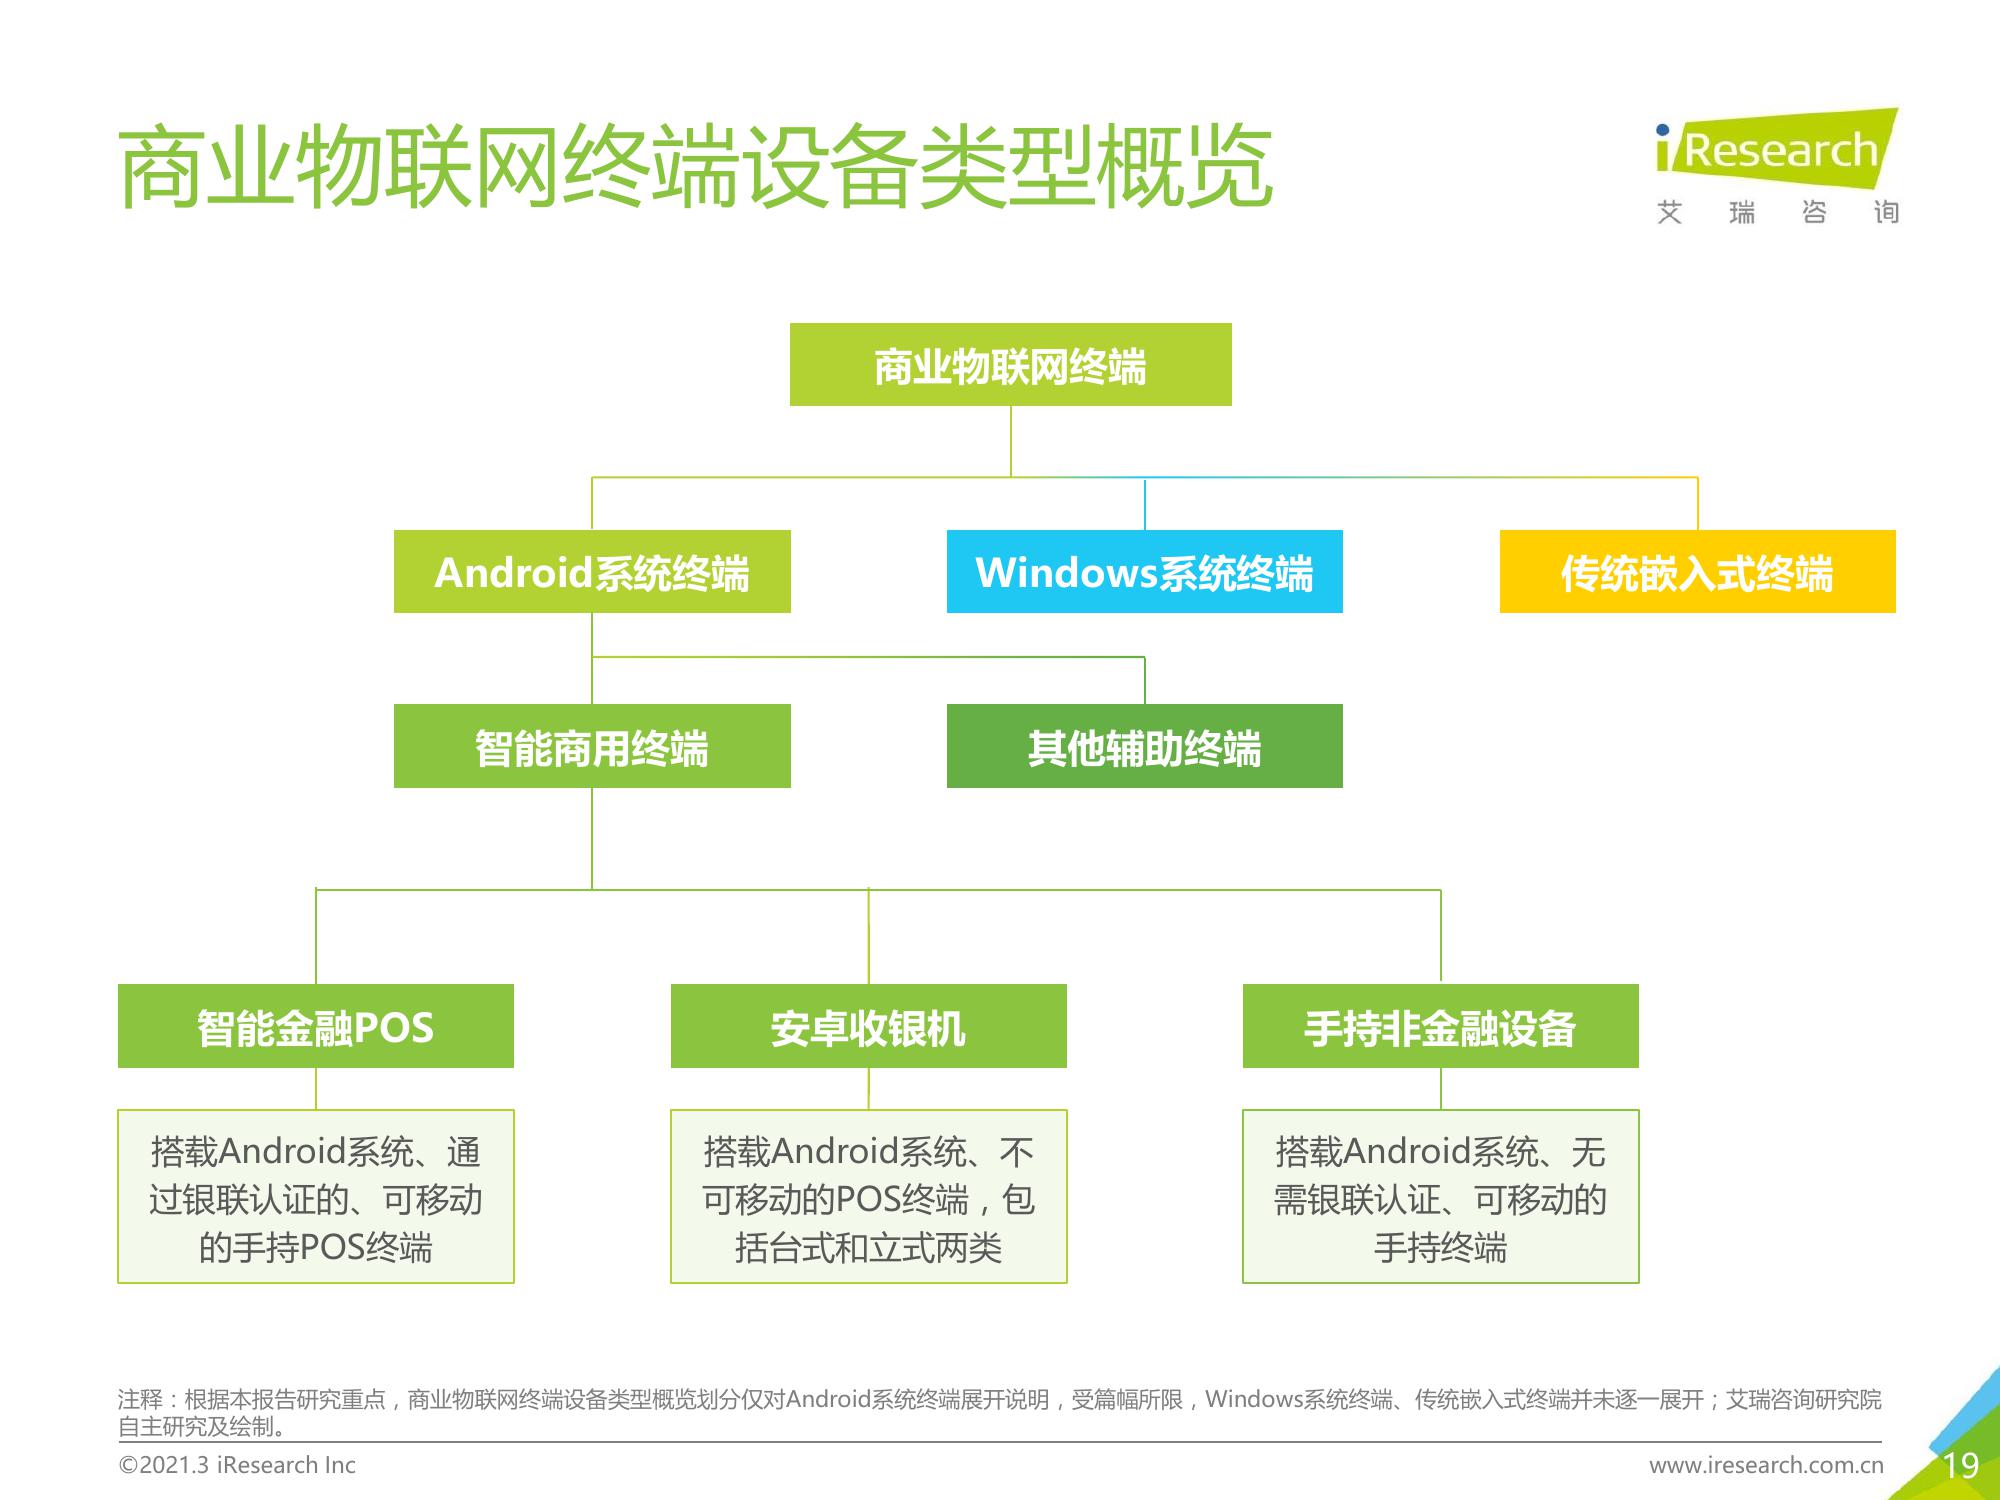 商业物联网终端设备类型概览
iResearch
艾瑞咨询
商业物联网终端
Android系统终端
Windows系统终端
传统嵌入式终端
智能商用终端
其他辅助终端
智能金融POS
安卓收银机
手持非金融设备
搭载Android系统、通
过银联认证的、可移动
的手持POS终端
搭载Android系统、不
可移动的POS终端，包
括台式和立式两类
搭载Android系统、无
需银联认证、可移动的
手持终端
注释：根据本报告研究重点，商业物联网终端设备类型概览划分仅对Android系统终端展开说明，受篇幅所限，Windows系统终端、传统嵌入式终端并未逐一展开；艾瑞咨询研究院
自主研究及绘制。
©2021.3 iResearch Inc
www.iresearch.com.cn
19